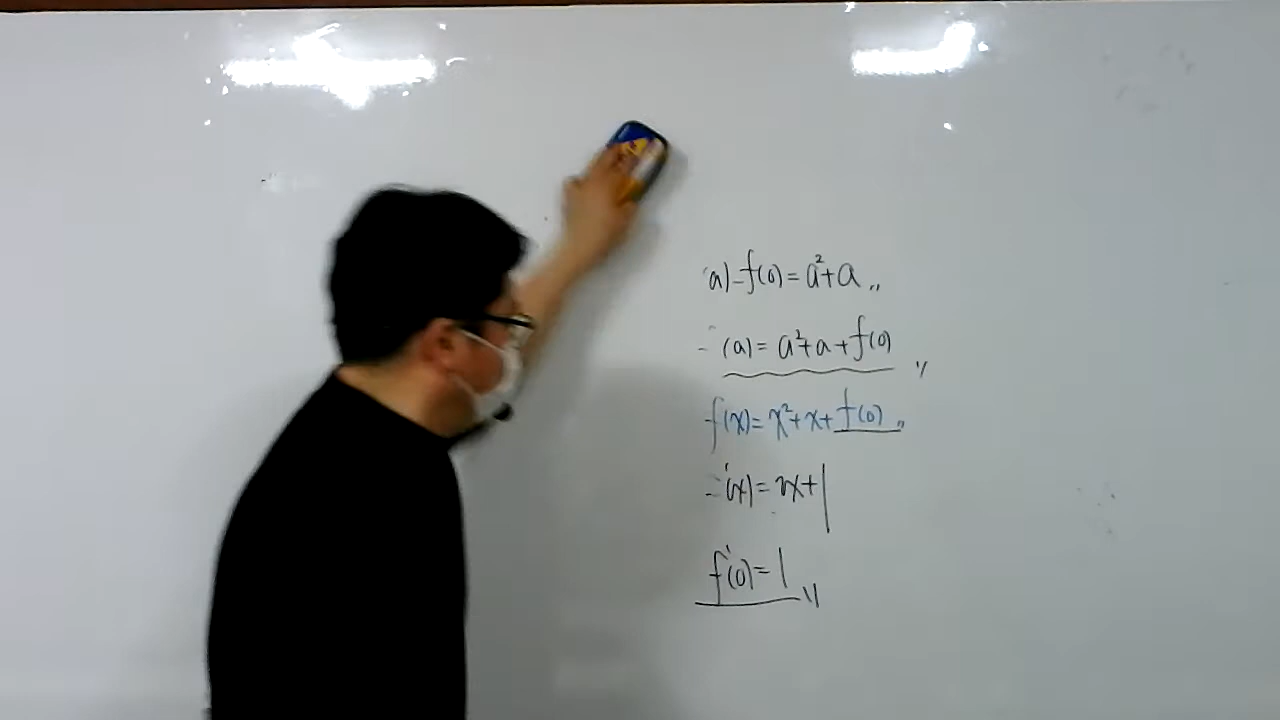 a)-f(0)=a²+a
(a)=a²+a+f(0)
f(x)=x²+x+f(0)
'(x)=2x+1
f'(0)=1